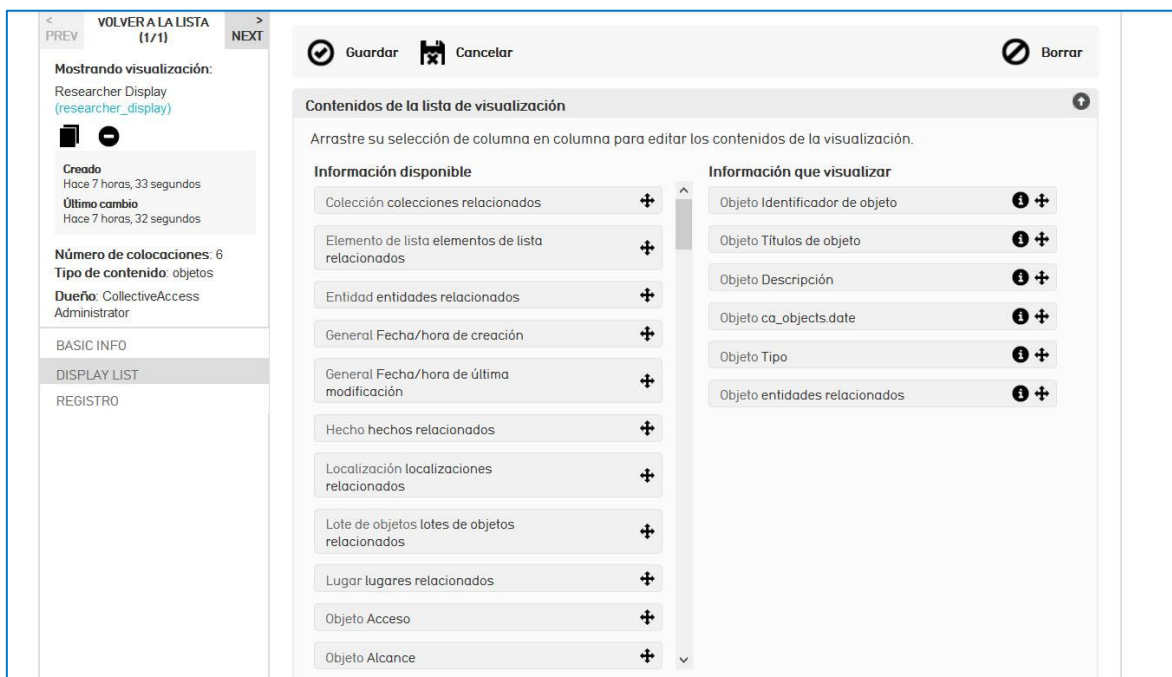 < VOLVER A LA LISTA >
PREV (1/1) NEXT
Mostrando visualización:
Researcher Display
(researcher_display)
Creado
Hace 7 horas, 33 segundos
Último cambio
Hace 7 horas, 32 segundos
Número de colocaciones: 6
Tipo de contenido: objetos
Dueño: CollectiveAccess
Administrator
BASIC INFO
DISPLAY LIST
REGISTRO
Guardar Cancelar Borrar
Contenidos de la lista de visualización
Arrastre su selección de columna en columna para editar los contenidos de la visualización.
Información disponible
Colección colecciones relacionados
Elemento de lista elementos de lista
relacionados
Entidad entidades relacionados
General Fecha/hora de creación
General Fecha/hora de última
modificación
Hecho hechos relacionados
Localización localizaciones
relacionados
Lote de objetos lotes de objetos
relacionados
Lugar lugares relacionados
Objeto Acceso
Objeto Alcance
Información que visualizar
Objeto Identificador de objeto
Objeto Títulos de objeto
Objeto Descripción
Objeto ca_objects.date
Objeto Tipo
Objeto entidades relacionados